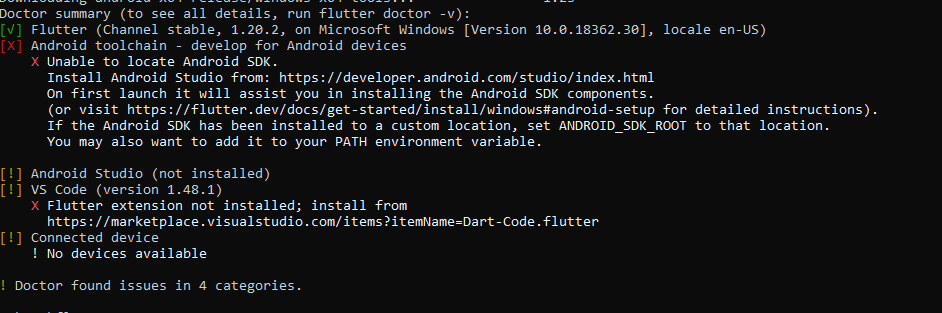 Doctor summary (to see all details, run flutter doctor -v):
[√] Flutter (Channel stable, 1.20.2, on Microsoft Windows [Version 10.0.18362.30], locale en-US)
[X] Android toolchain - develop for Android devices
X Unable to locate Android SDK.
Install Android Studio from: https://developer.android.com/studio/index.html
On first launch it will assist you in installing the Android SDK components.
(or visit https://flutter.dev/docs/get-started/install/windows#android-setup for detailed instructions).
If the Android SDK has been installed to a custom location, set ANDROID_SDK_ROOT to that location.
You may also want to add it to your PATH environment variable.
[!] Android Studio (not installed)
[!] VS Code (version 1.48.1)
X Flutter extension not installed; install from
https://marketplace.visualstudio.com/items?itemName=Dart-Code.flutter
[!] Connected device
! No devices available
! Doctor found issues in 4 categories.